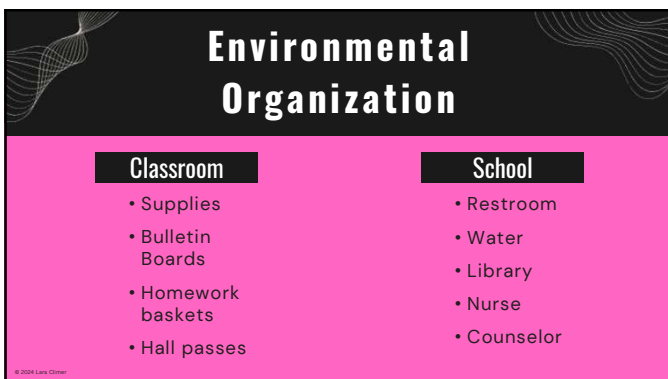 Environmental
Organization
Classroom
• Supplies
• Bulletin
Boards
• Homework
baskets
• Hall passes
School
• Restroom
• Water
• Library
• Nurse
• Counselor
© 2024 Lara Climer